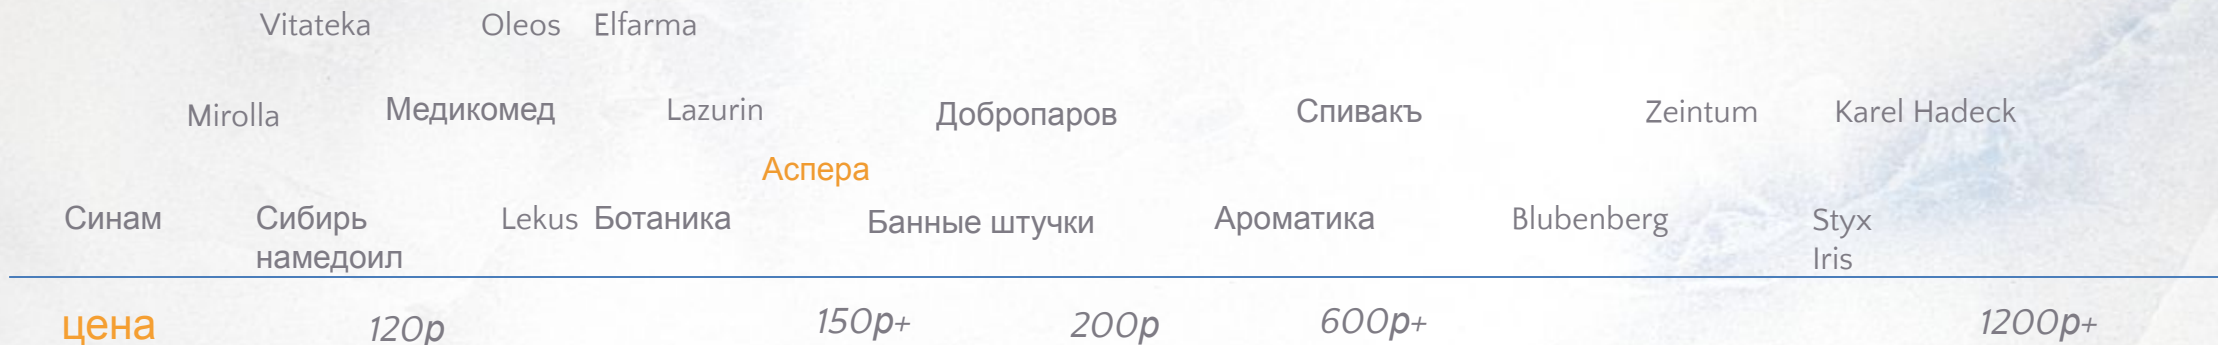 Vitateka Oleos Elfarma
Mirolla Медикомед Lazurin Добропаров Спивакъ Zeintum Karel Hadeck
Аспера
Синам Сибирь Lekus Ботаника Банные штучки Ароматика Blubenberg Styx
намедоил Iris
цена 120р 150р+ 200р 600р+ 1200р+